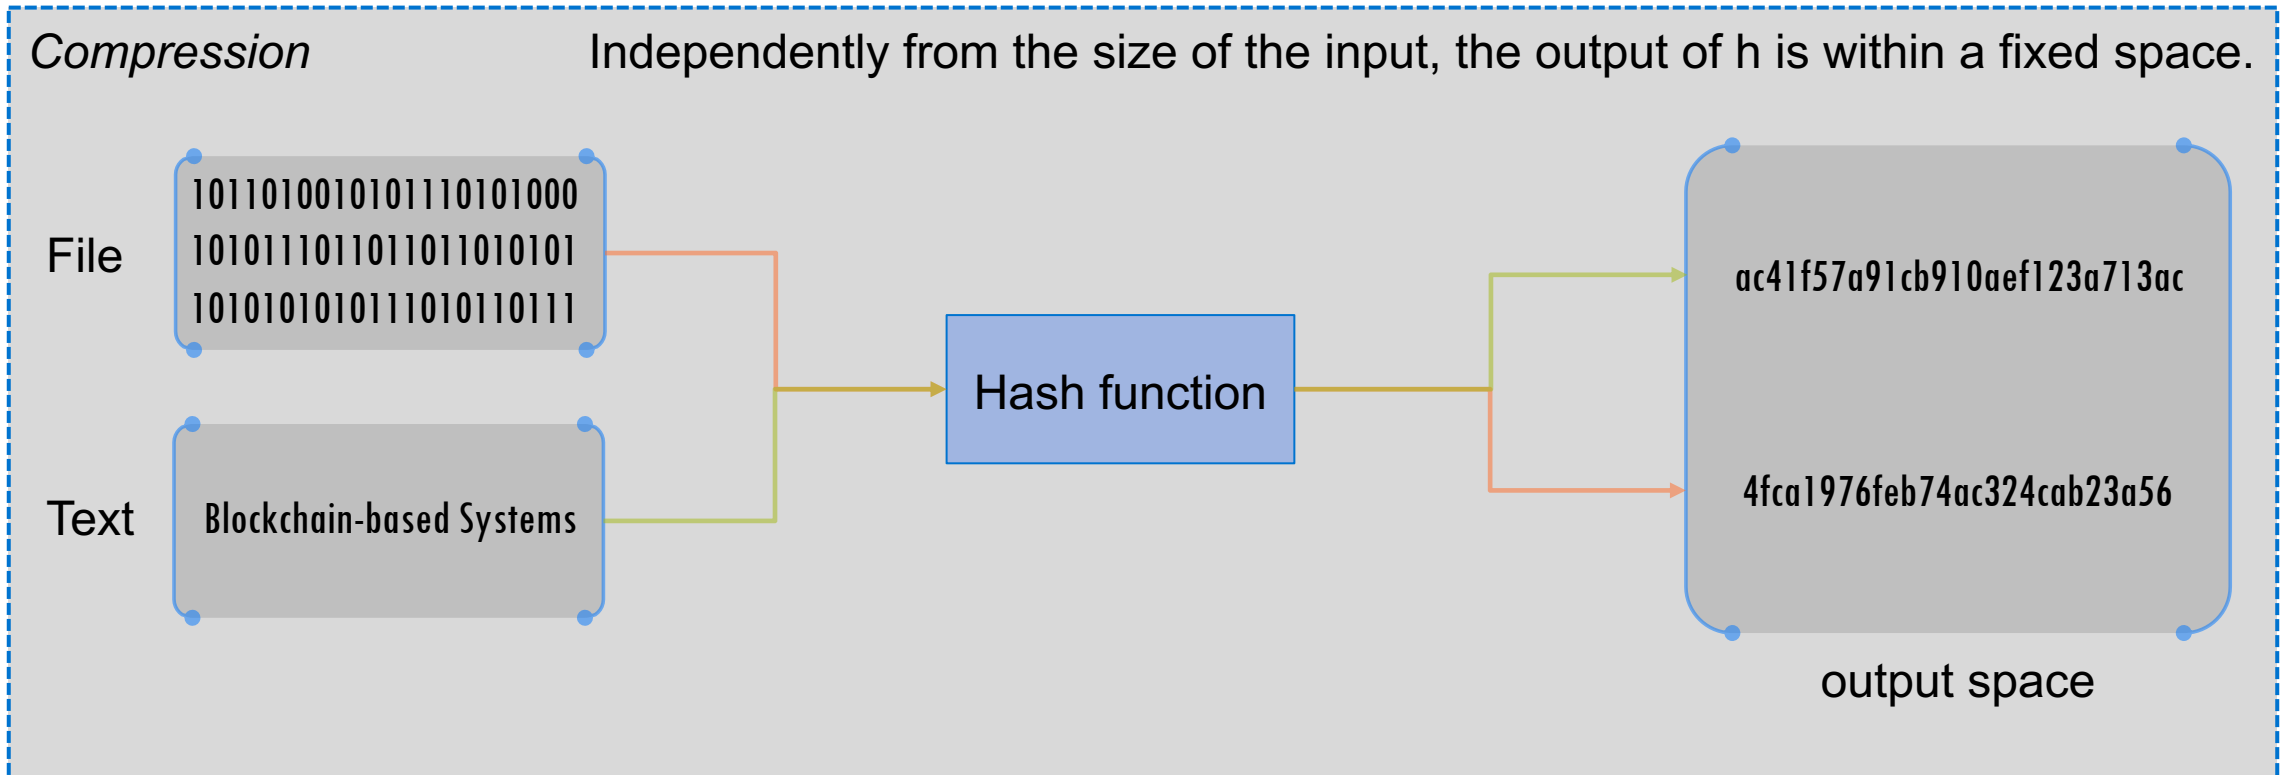 Compression
Independently from the size of the input, the output of h is within a fixed space.
File
1011010010101110101000
1010111011011011010101
1010101010111010110111
Text
Blockchain-based Systems
Hash function
ac41f57a91cb910aef123a713ac
4fca1976feb74ac324cab23a56
output space